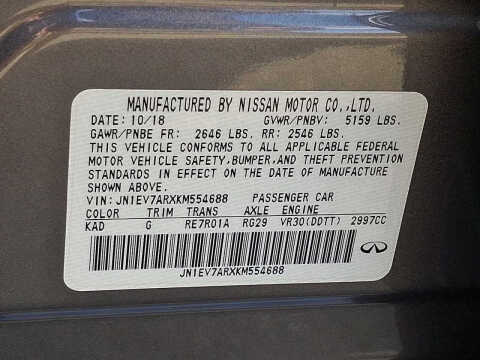 MANUFACTURED BY NISSAN MOTOR CO.,LTD.
DATE: 10/18 GVWR/PNBV: 5159 LBS.
GAWR/PNBE FR: 2646 LBS. RR: 2546 LBS.
THIS VEHICLE CONFORMS TO ALL APPLICABLE FEDERAL
MOTOR VEHICLE SAFETY, BUMPER, AND THEFT PREVENTION
STANDARDS IN EFFECT ON THE DATE OF MANUFACTURE
SHOWN ABOVE.
VIN: JN1EV7ARXKM554688 PASSENGER CAR
COLOR TRIM TRANS AXLE ENGINE
KAD G RE7R01A RG29 VR30(DDTT) 2997CC
JN1EV7ARXKM554688